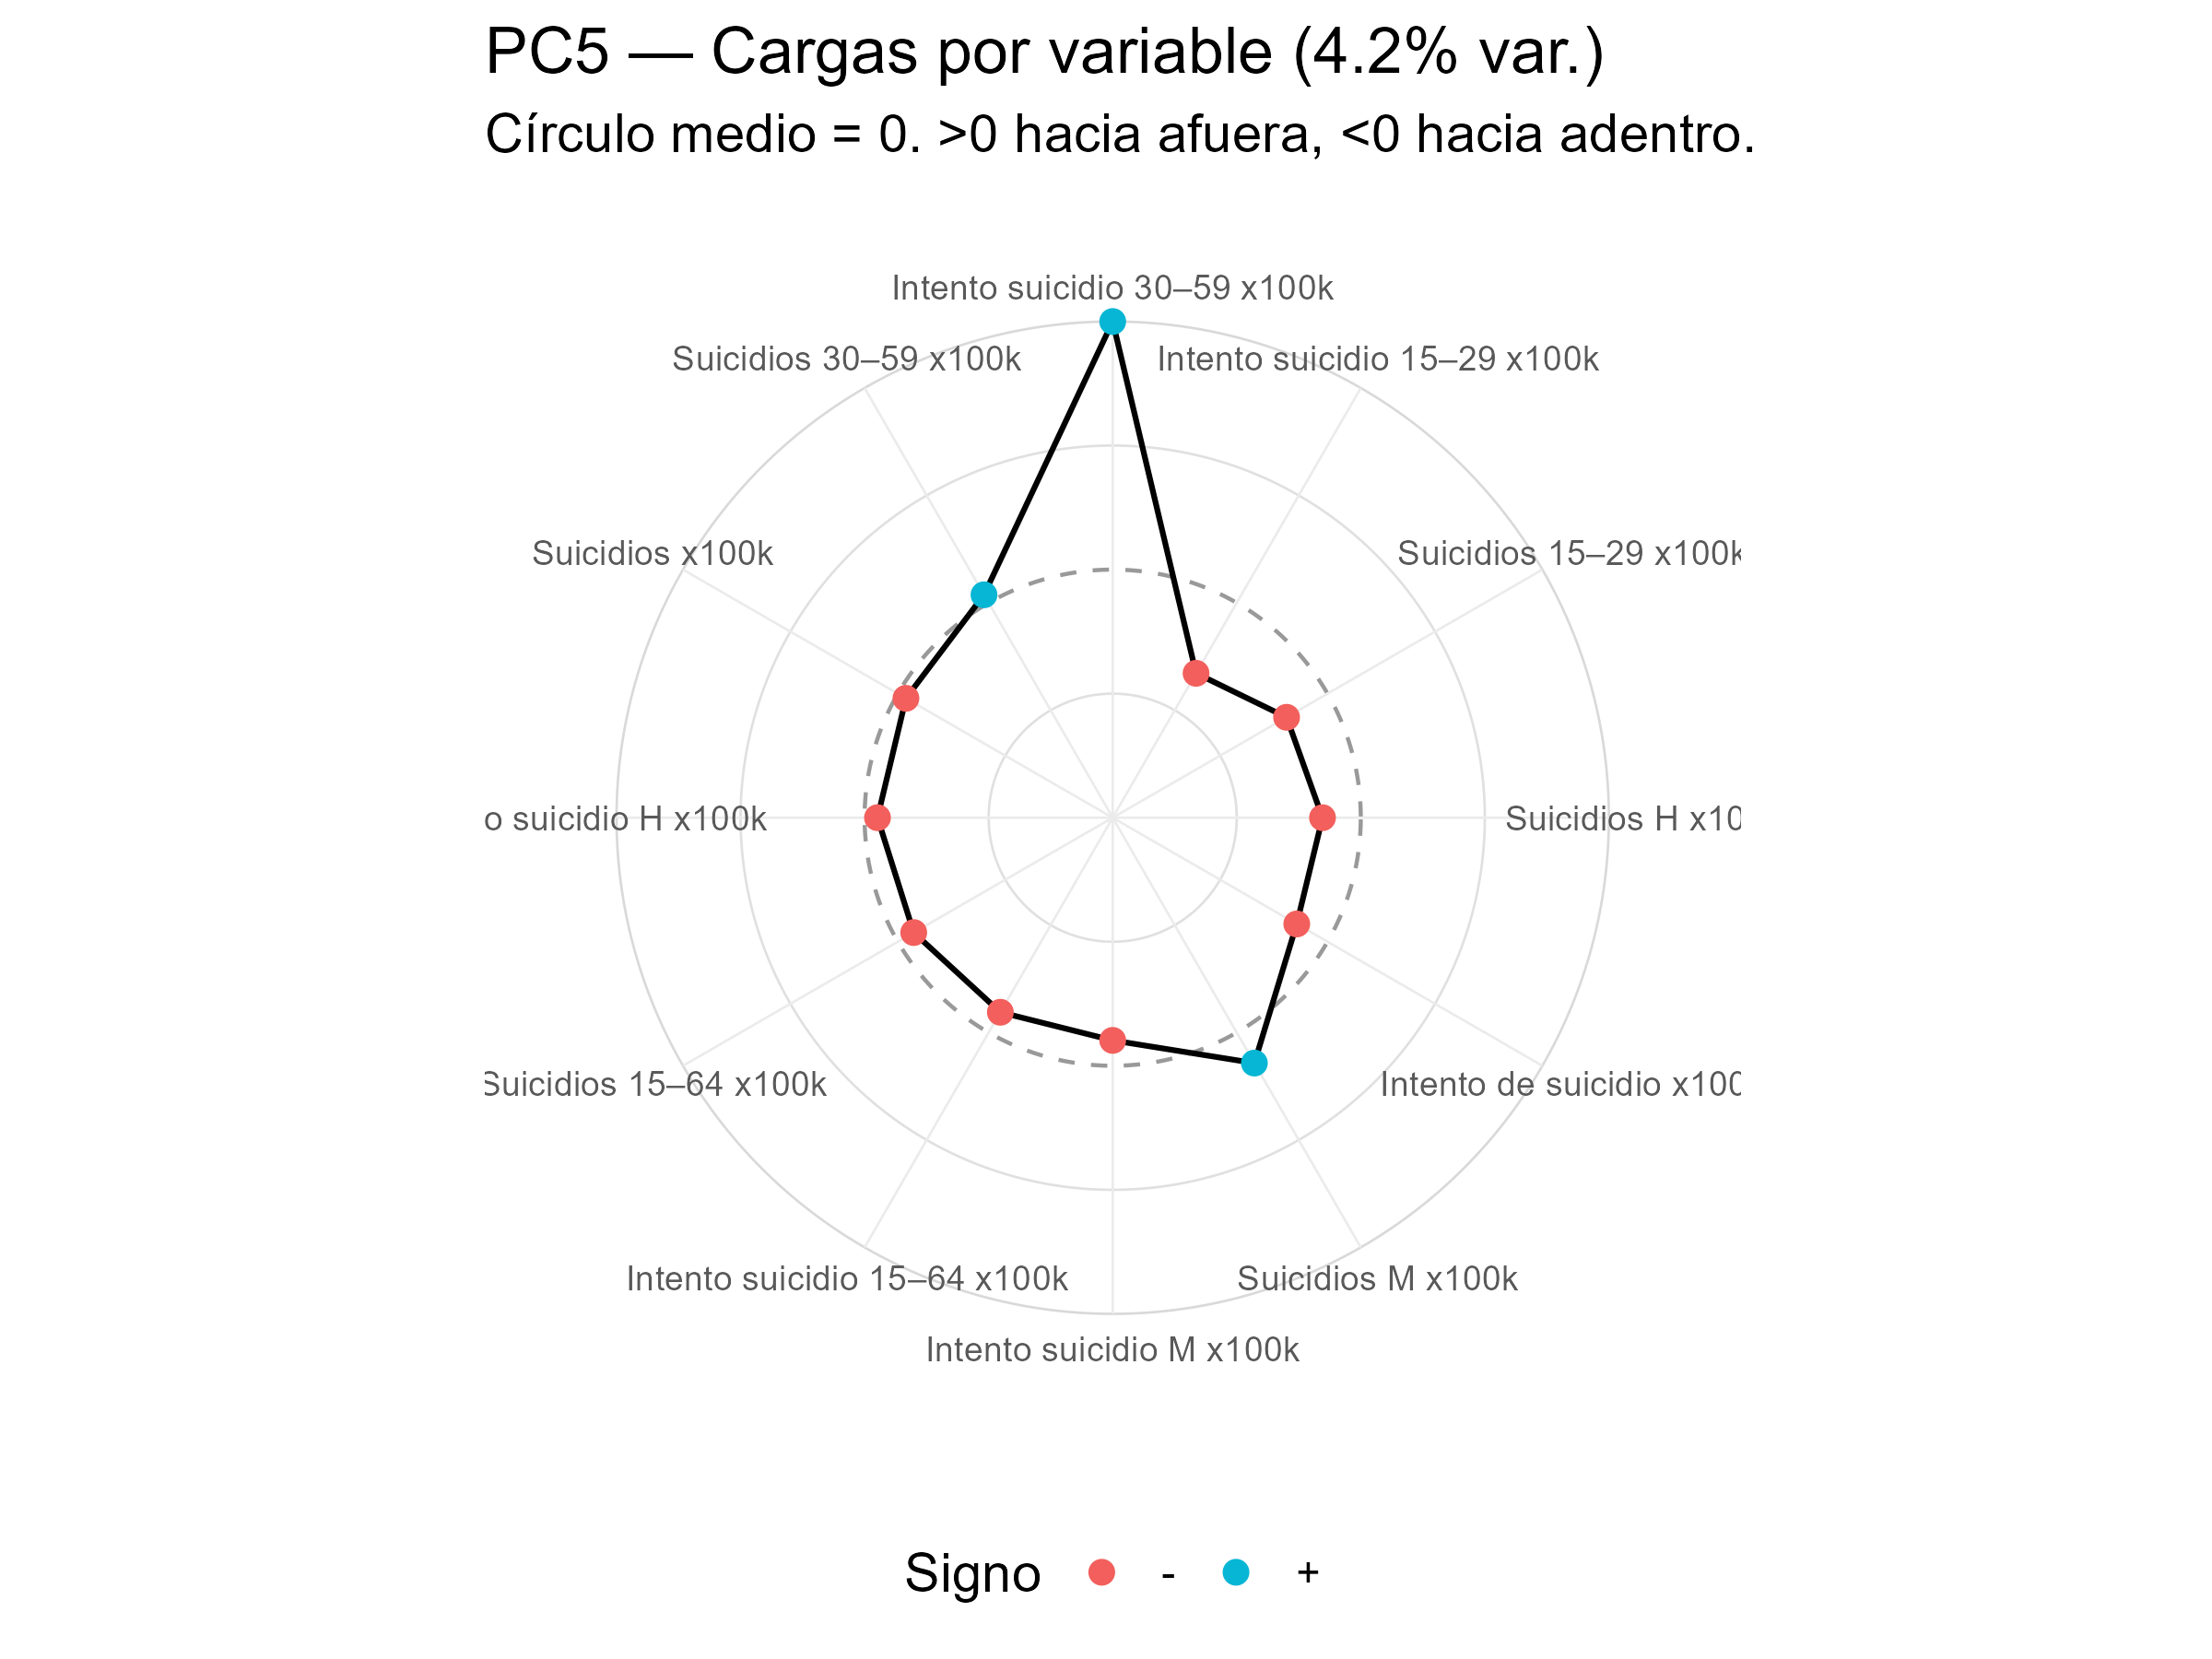 PC5 — Cargas por variable (4.2% var.)
Círculo medio = 0. >0 hacia afuera, <0 hacia adentro.
Intento suicidio 30–59 x100k
Suicidios 30–59 x100k
Intento suicidio 15–29 x100k
Suicidios x100k
Suicidios 15–29 x100k
o suicidio H x100k
Suicidios H x10
Suicidios 15–64 x100k
Intento de suicidio x100
Intento suicidio 15–64 x100k
Suicidios M x100k
Intento suicidio M x100k
Signo - +